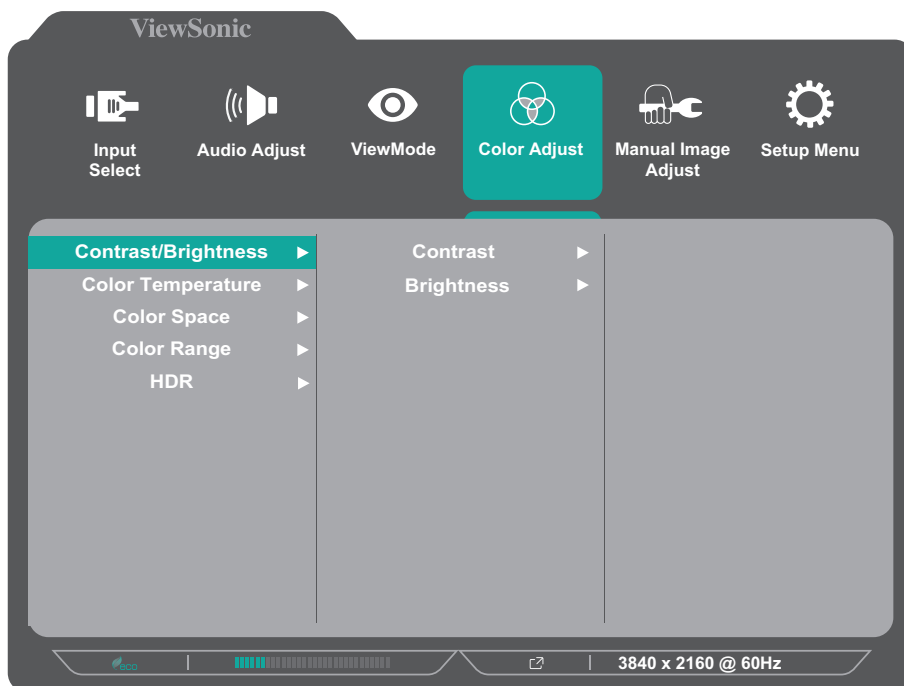 ViewSonic
Input
Select
Audio Adjust
ViewMode
Color Adjust
Manual Image
Adjust
Setup Menu
Contrast/Brightness
Color Temperature
Color Space
Color Range
HDR
Contrast
Brightness
eco
3840 x 2160 @ 60Hz